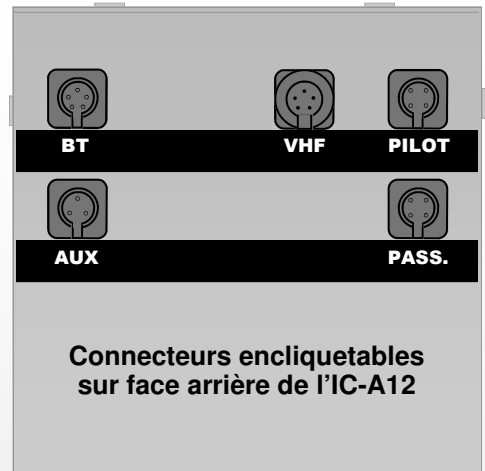 BT VHF PILOT
AUX PASS.
Connecteurs encliquetables
sur face arrière de l'IC-A12